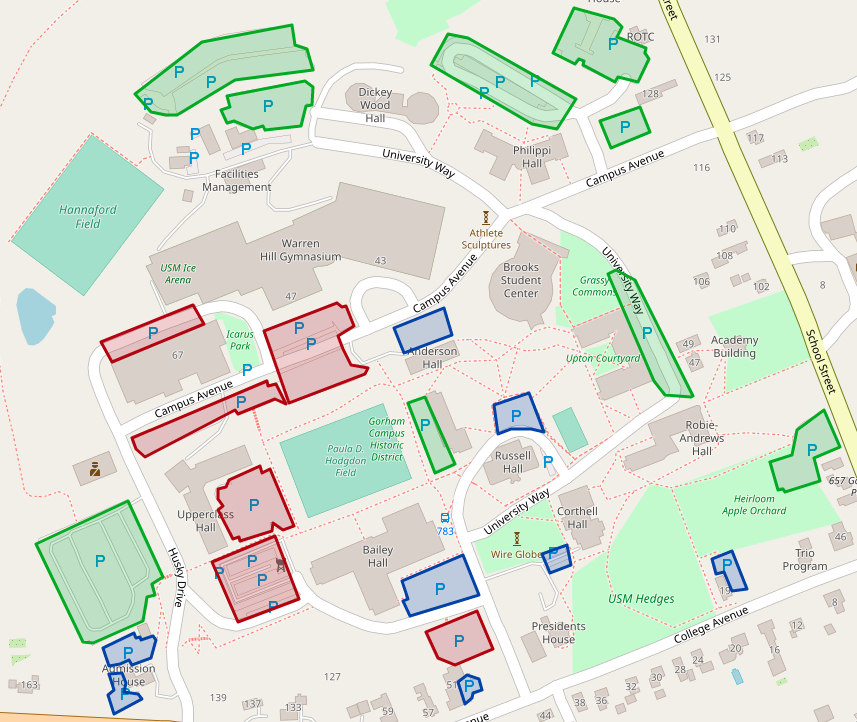 House
Street
ROTC
131
P
P
P
P
125
P
P
P
Dickey
Wood
Hall
P
128
P
P
P
P
University Way
Philippi
Hall
117
113
Facilities
Management
Campus Avenue
116
Hannaford
Field
Athlete
Sculptures
Warren
Hill Gymnasium
43
110
USM Ice
Arena
Brooks
Student
Center
University Way
Grassy
Commons
108
106
102
8
47
Campus Avenue
P
P
P
P
Icarus
Park
67
P
Anderson
Hall
Upton Courtyard
49
47
Academy
Building
School Street
Campus Avenue
P
P
P
Gorham
Campus
Historic
District
Robie-
Andrews
Hall
P
Paula D.
Hodgdon
Field
Russell
Hall
P
657 Go
Heirloom
Apple Orchard
P
Upperclass
Hall
783
University Way
Corthell
Hall
46
Wire Globe
P
Bailey
Hall
Trio
Program
P
P
P
P
P
P
P
19
Husky Drive
USM Hedges
8
College Avenue
12
Presidents
House
P
P
Admission
House
P
20
16
24
28
30
32
127
163
139
137
133
59
57
51
P
36
38
44
nue